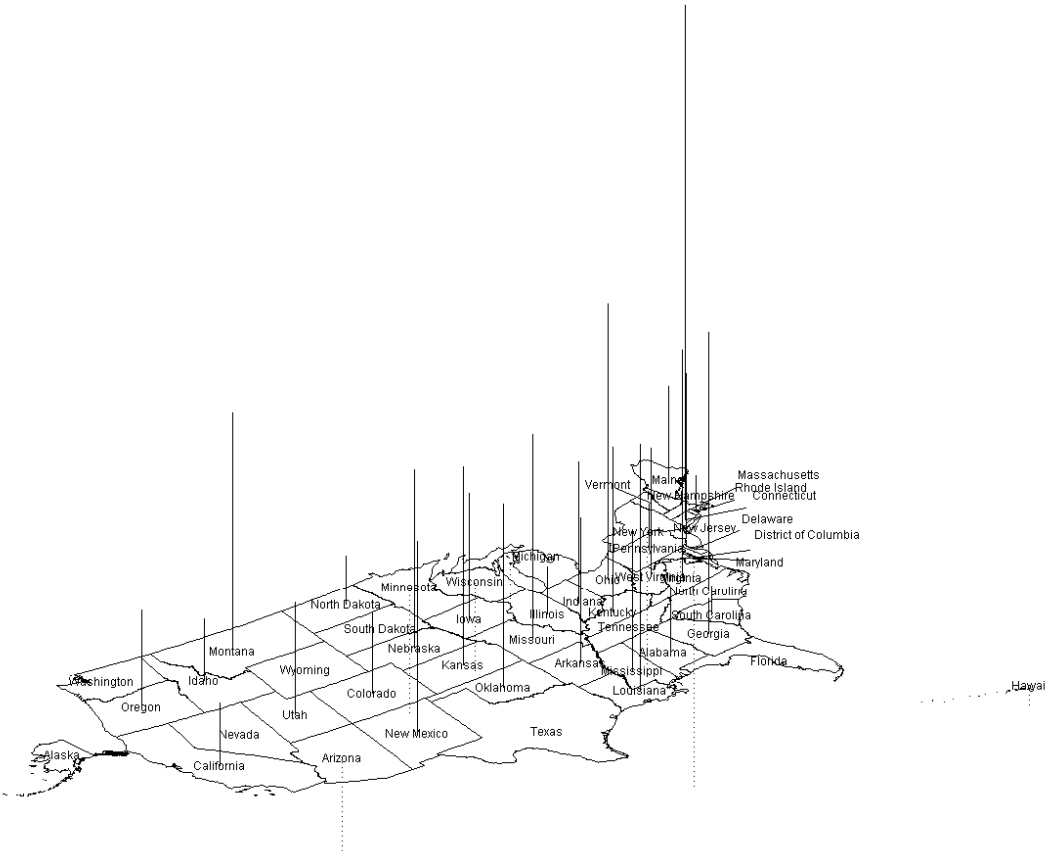 Massachusetts
Maine
Vermont
Rhode Island
New Hampshire
Connecticut
Delaware
New York
New Jersey
District of Columbia
Pennsylvania
Michigan
Maryland
Ohio
West Virginia
Virginia
Wisconsin
Minnesota
North Carolina
Indiana
North Dakota
Illinois
Kentucky
South Carolina
Iowa
Tennessee
South Dakota
Georgia
Missouri
Nebraska
Montana
Alabama
Florida
Kansas
Arkansas
Wyoming
Mississippi
Washington
Idaho
Hawai
Oklahoma
Louisiana
Colorado
Oregon
Utah
Nevada
New Mexico
Texas
Alaska
Arizona
California